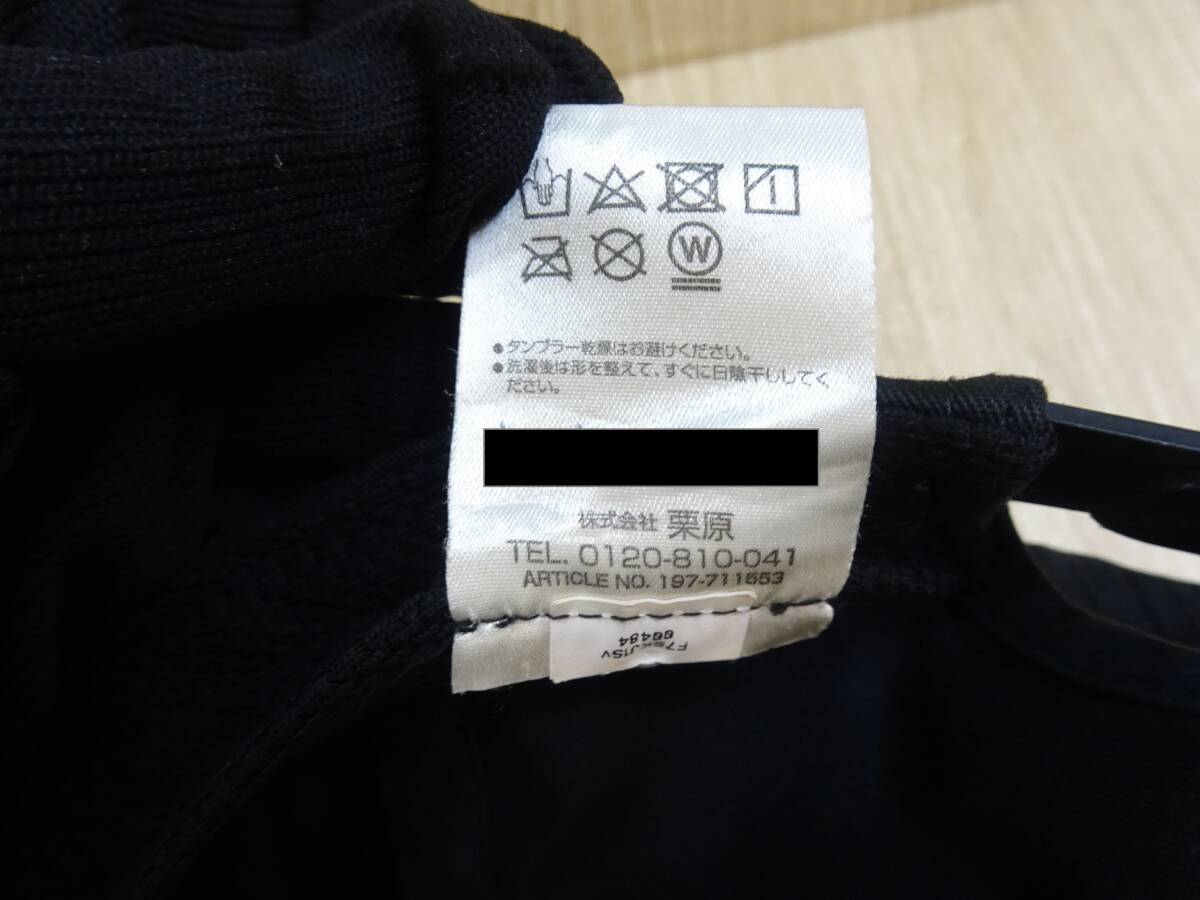 W
●タンブラー乾燥はお避けください。
●洗濯後は形を整えて、すぐに日陰干ししてく
ださい。
株式会社 栗原
TEL. 0120-810-041
ARTICLE NO. 197-711553
00484